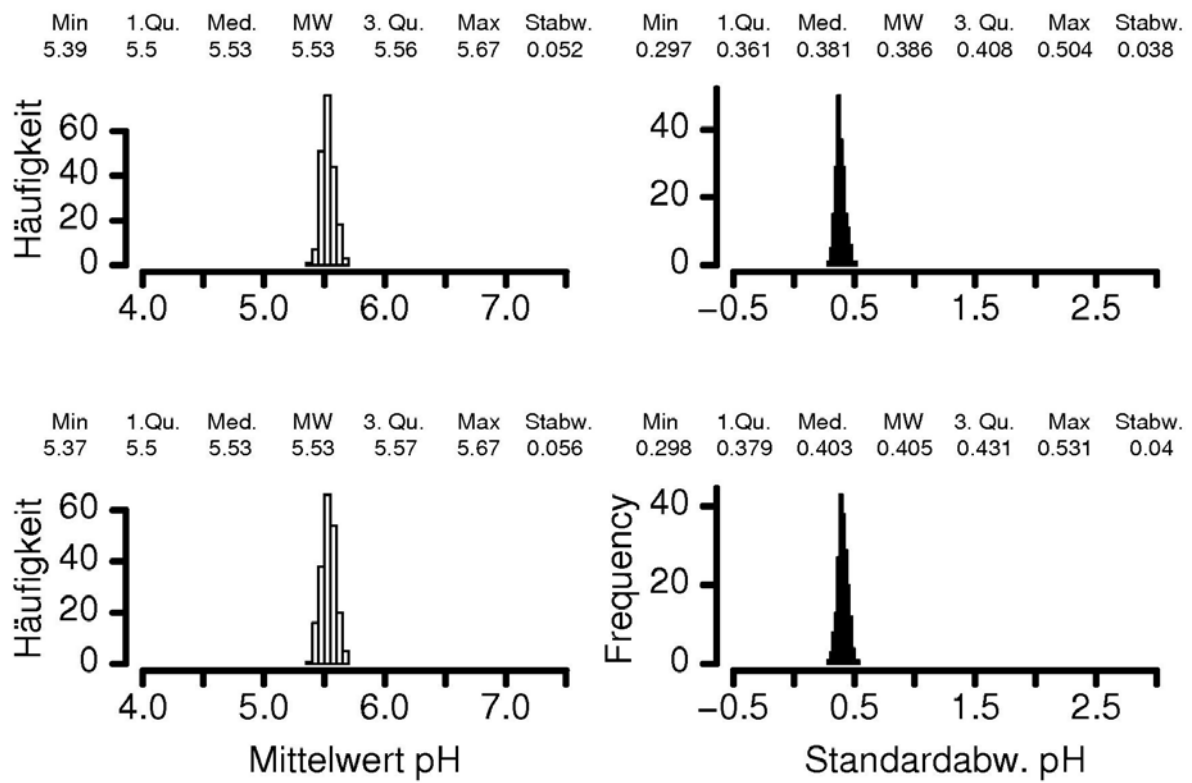 Min 1.Qu. Med. MW 3. Qu. Max Stabw.
5.39 5.5 5.53 5.53 5.56 5.67 0.052
Häufigkeit
60
40
20
0
4.0 5.0 6.0 7.0
Min 1.Qu. Med. MW 3. Qu. Max Stabw.
0.297 0.361 0.381 0.386 0.408 0.504 0.038
40
20
0
−0.5 0.5 1.5 2.5
Min 1.Qu. Med. MW 3. Qu. Max Stabw.
5.37 5.5 5.53 5.53 5.57 5.67 0.056
Häufigkeit
60
40
20
0
4.0 5.0 6.0 7.0
Mittelwert pH
Min 1.Qu. Med. MW 3. Qu. Max Stabw.
0.298 0.379 0.403 0.405 0.431 0.531 0.04
Frequency
40
20
0
−0.5 0.5 1.5 2.5
Standardabw. pH